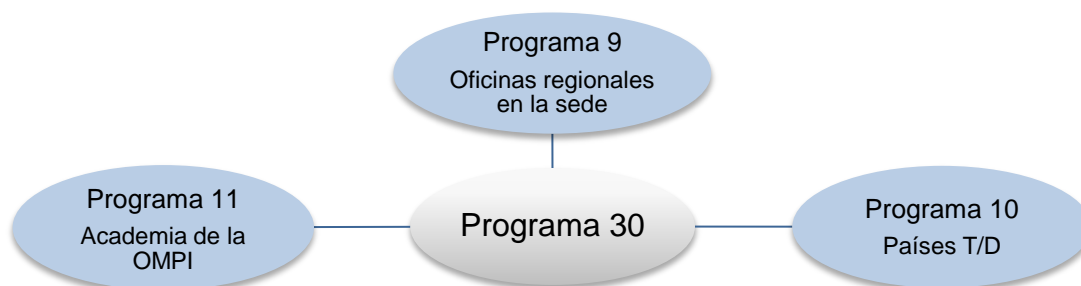 Programa 9
Oficinas regionales
en la sede
Programa 11
Academia de la
OMPI
Programa 30
Programa 10
Países T/D